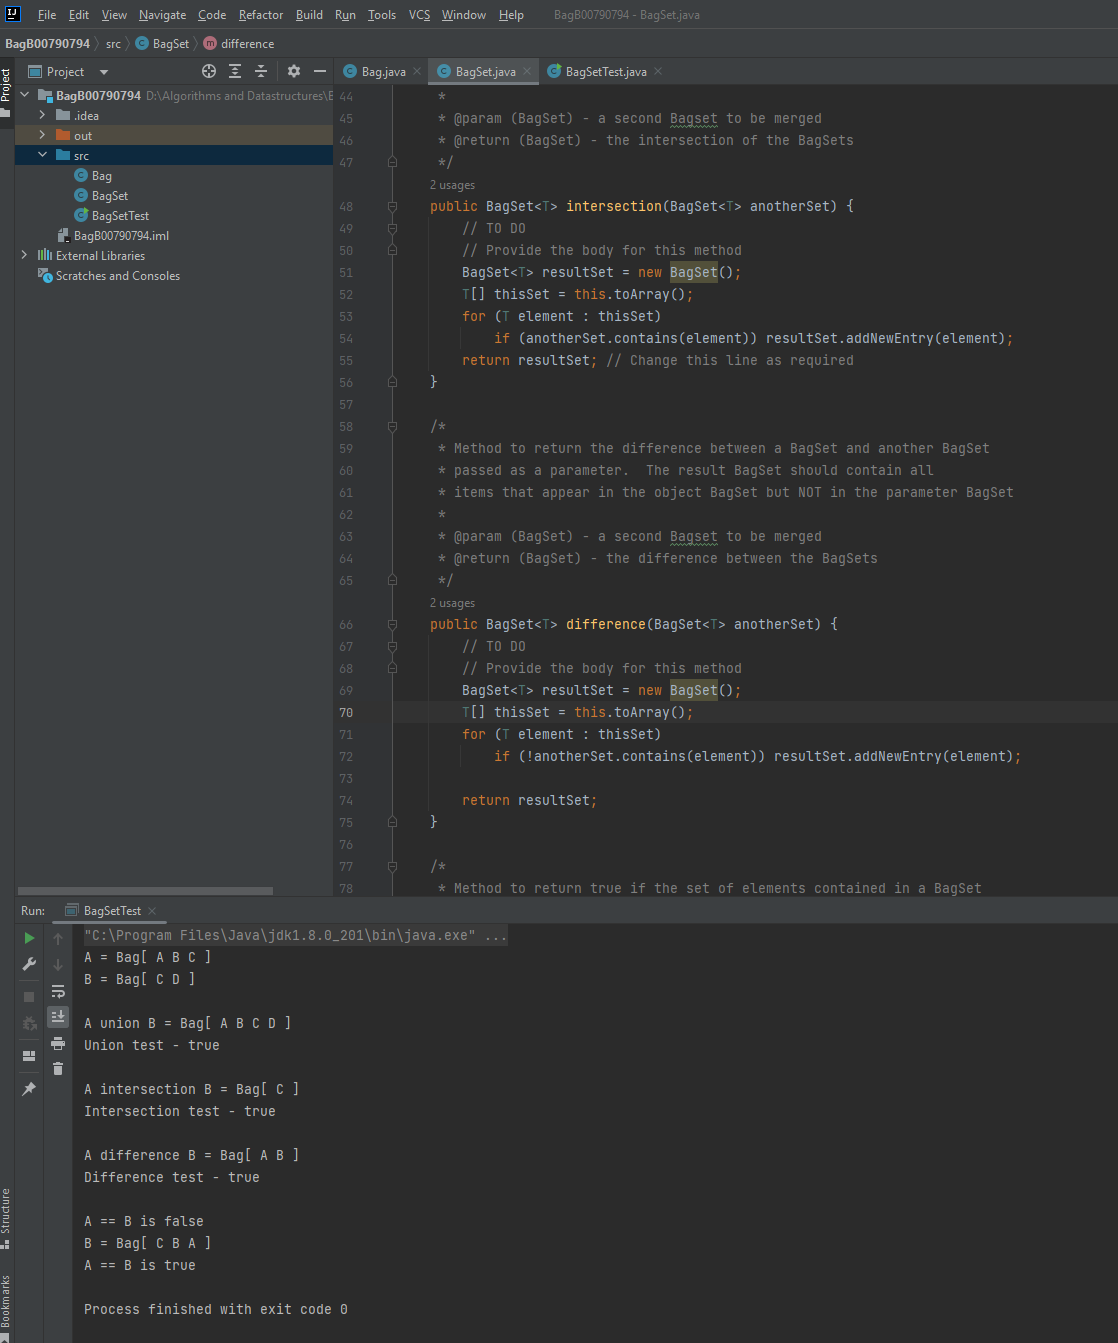 File Edit View Navigate Code Refactor Build Run Tools VCS Window Help BagB00790794 - BagSet.java
BagB00790794 src BagSet difference
Project
Project
BagB00790794 D:\Algorithms and Datastructures\
.idea
out
src
Bag
BagSet
BagSetTest
BagB00790794.iml
External Libraries
Scratches and Consoles
Bag.java BagSet.java BagSetTest.java
44 *
45 * @param (BagSet) - a second Bagset to be merged
46 * @return (BagSet) - the intersection of the BagSets
47 */
2 usages
48 public BagSet<T> intersection(BagSet<T> anotherSet) {
49 // TO DO
50 // Provide the body for this method
51 BagSet<T> resultSet = new BagSet();
52 T[] thisSet = this.toArray();
53 for (T element : thisSet)
54 if (anotherSet.contains(element)) resultSet.addNewEntry(element);
55 return resultSet; // Change this line as required
56 }
57
58 /*
59 * Method to return the difference between a BagSet and another BagSet
60 * passed as a parameter.  The result BagSet should contain all
61 * items that appear in the object BagSet but NOT in the parameter BagSet
62 *
63 * @param (BagSet) - a second Bagset to be merged
64 * @return (BagSet) - the difference between the BagSets
65 */
2 usages
66 public BagSet<T> difference(BagSet<T> anotherSet) {
67 // TO DO
68 // Provide the body for this method
69 BagSet<T> resultSet = new BagSet();
70 T[] thisSet = this.toArray();
71 for (T element : thisSet)
72 if (!anotherSet.contains(element)) resultSet.addNewEntry(element);
73
74 return resultSet;
75 }
76
77 /*
78 * Method to return true if the set of elements contained in a BagSet
Run: BagSetTest
"C:\Program Files\Java\jdk1.8.0_201\bin\java.exe" ...
A = Bag[ A B C ]
B = Bag[ C D ]
A union B = Bag[ A B C D ]
Union test - true
A intersection B = Bag[ C ]
Intersection test - true
A difference B = Bag[ A B ]
Difference test - true
A == B is false
B = Bag[ C B A ]
A == B is true
Process finished with exit code 0
Structure
Bookmarks